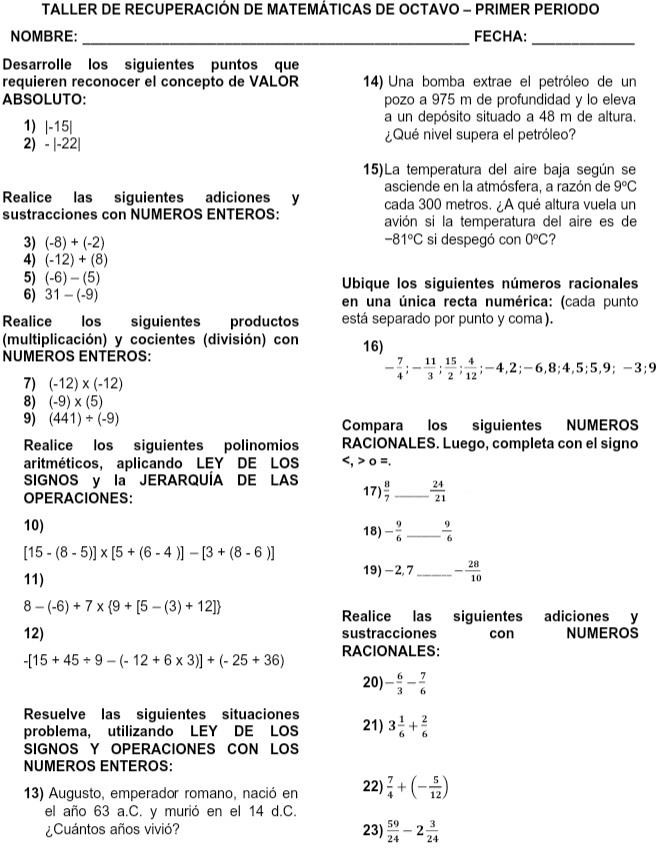 TALLER DE RECUPERACIÓN DE MATEMÁTICAS DE OCTAVO – PRIMER PERIODO
NOMBRE: ____________________ FECHA: __________
Desarrolle los siguientes puntos que
requieren reconocer el concepto de VALOR
ABSOLUTO:
1) |-15|
2) - |-22|
Realice las siguientes adiciones y
sustracciones con NUMEROS ENTEROS:
3) (-8) + (-2)
4) (-12) + (8)
5) (-6) – (5)
6) 31 – (-9)
Realice los siguientes productos
(multiplicación) y cocientes (división) con
NUMEROS ENTEROS:
7) (-12) x (-12)
8) (-9) x (5)
9) (441) ÷ (-9)
Realice los siguientes polinomios
aritméticos, aplicando LEY DE LOS
SIGNOS y la JERARQUÍA DE LAS
OPERACIONES:
10)
[15 - (8 - 5)] x [5 + (6 - 4 )] – [3 + (8 - 6 )]
11)
8 – (-6) + 7 x {9 + [5 – (3) + 12]}
12)
-[15 + 45 ÷ 9 – (- 12 + 6 x 3)] + (- 25 + 36)
Resuelve las siguientes situaciones
problema, utilizando LEY DE LOS
SIGNOS Y OPERACIONES CON LOS
NUMEROS ENTEROS:
13) Augusto, emperador romano, nació en
el año 63 a.C. y murió en el 14 d.C.
¿Cuántos años vivió?
14) Una bomba extrae el petróleo de un
pozo a 975 m de profundidad y lo eleva
a un depósito situado a 48 m de altura.
¿Qué nivel supera el petróleo?
15)La temperatura del aire baja según se
asciende en la atmósfera, a razón de 9ºC
cada 300 metros. ¿A qué altura vuela un
avión si la temperatura del aire es de
−81ºC si despegó con 0ºC?
Ubique los siguientes números racionales
en una única recta numérica: (cada punto
está separado por punto y coma).
16)
−7/4; −11/3; 15/2; 4/12; −4,2; −6,8; 4,5; 5,9; −3; 9
Compara los siguientes NUMEROS
RACIONALES. Luego, completa con el signo
<, > o =.
17) 8/7 _____ 24/21
18) −9/6 _____ 9/6
19) −2,7 _____ −28/10
Realice las siguientes adiciones y
sustracciones con NUMEROS
RACIONALES:
20) −6/3 − 7/6
21) 3 1/6 + 2/6
22) 7/4 + (−5/12)
23) 59/24 − 2 3/24